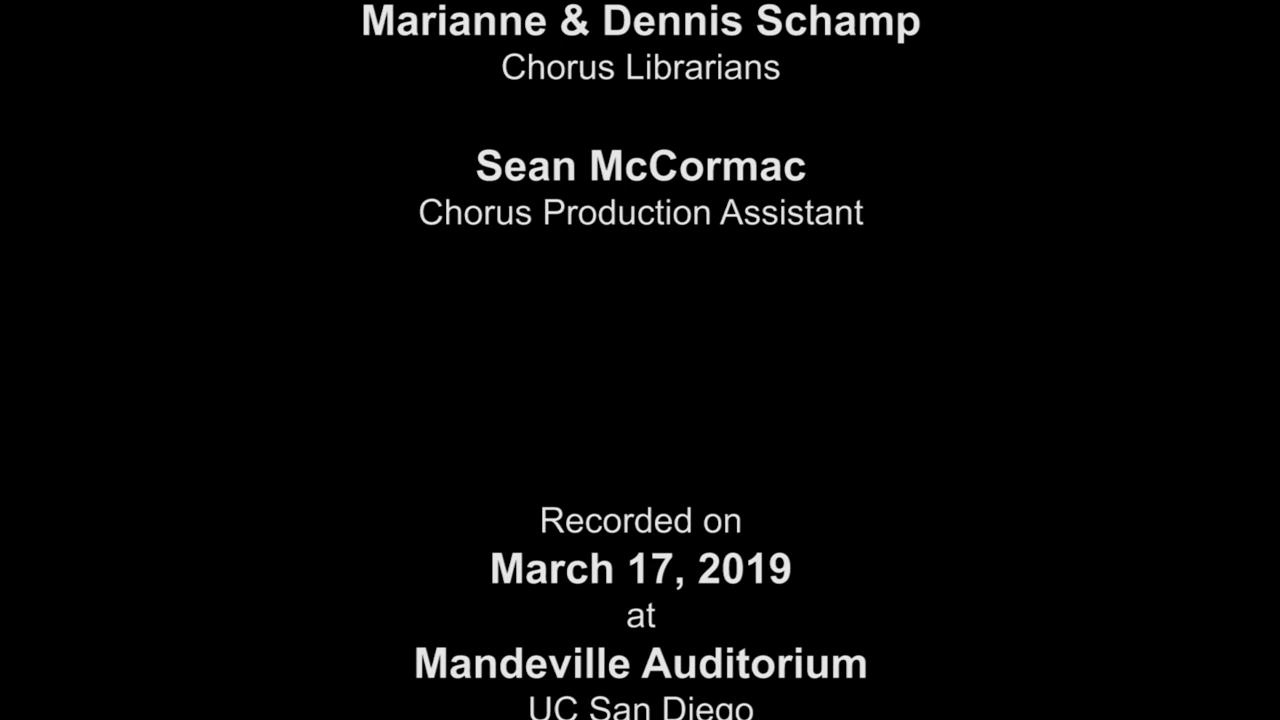 Marianne & Dennis Schamp
Chorus Librarians
Sean McCormac
Chorus Production Assistant
Recorded on
March 17, 2019
at
Mandeville Auditorium
UC San Diego